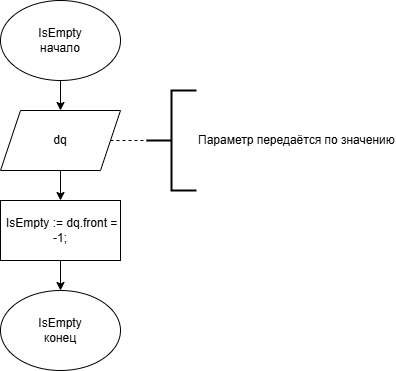 IsEmpty
начало
dq
Параметр передаётся по значению
IsEmpty := dq.front =
-1;
IsEmpty
конец